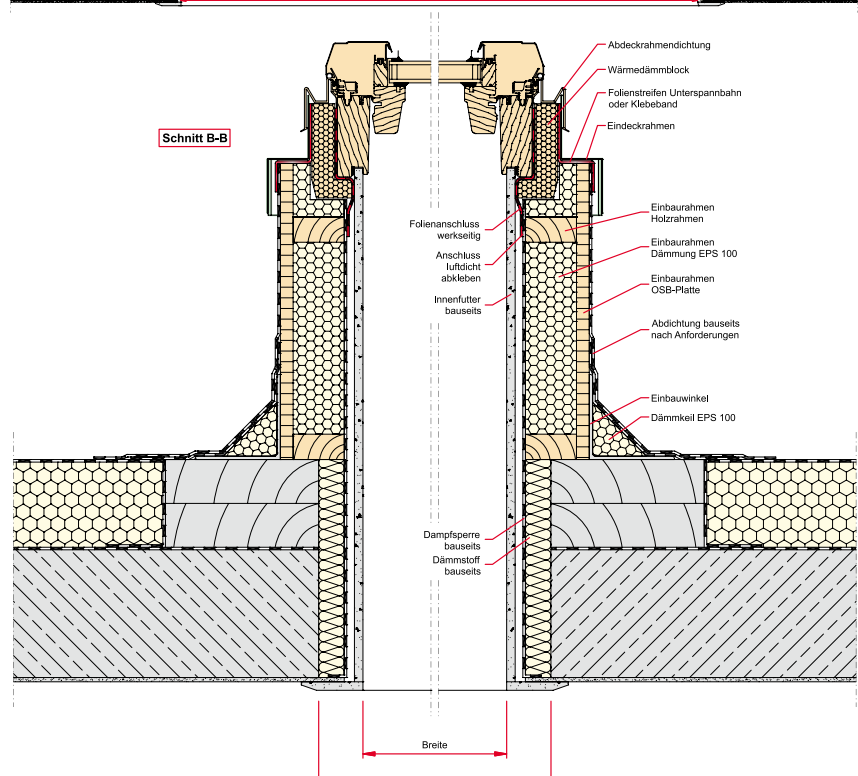 Abdeckrahmendichtung
Wärmedämmblock
Folienstreifen Unterspannbahn
oder Klebeband
Eindeckrahmen
Schnitt B-B
Einbaurahmen
Holzrahmen
Folienanschluss
werkseitig
Einbaurahmen
Dämmung EPS 100
Anschluss
luftdicht
abkleben
Einbaurahmen
OSB-Platte
Innenfutter
bauseits
Abdichtung bauseits
nach Anforderungen
Einbauwinkel
Dämmkeil EPS 100
Dampfsperre
bauseits
Dämmstoff
bauseits
Breite